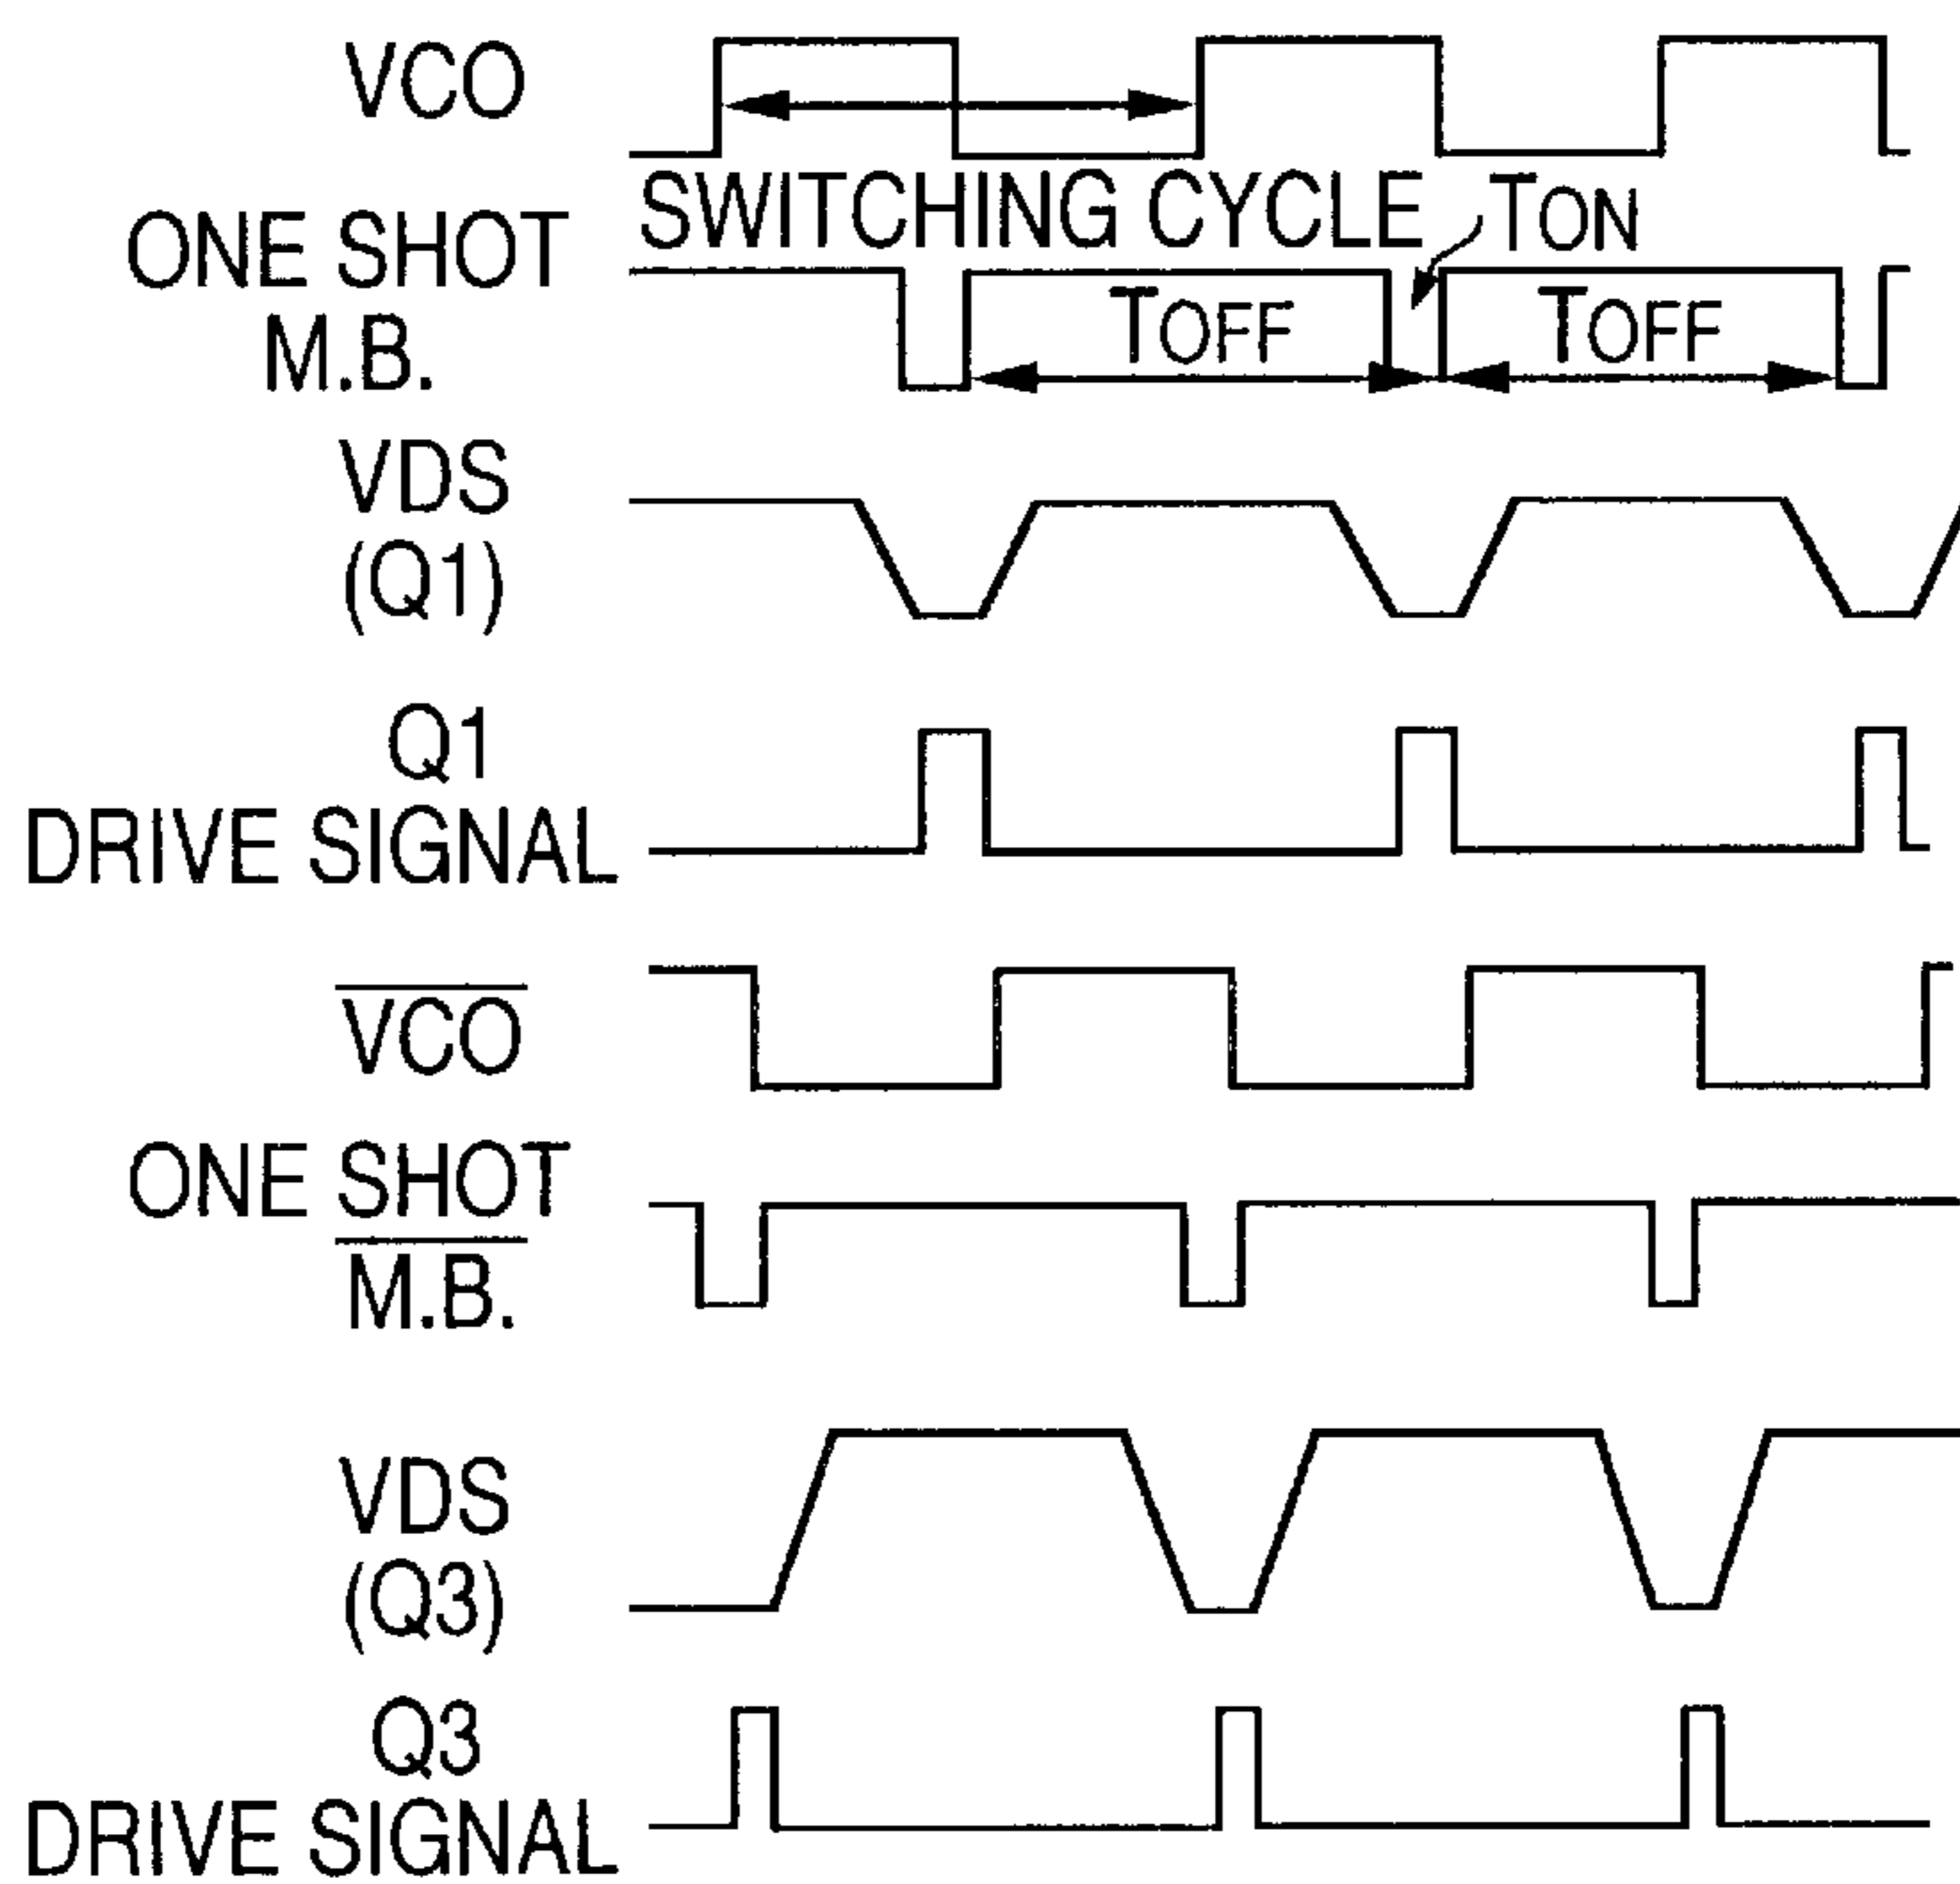 VCO
SWITCHING CYCLE
TON
ONE SHOT
M.B.
TOFF
TOFF
VDS
(Q1)
Q1
DRIVE SIGNAL
V̅C̅O̅
ONE SHOT
M̅.̅B̅.̅
VDS
(Q3)
Q3
DRIVE SIGNAL